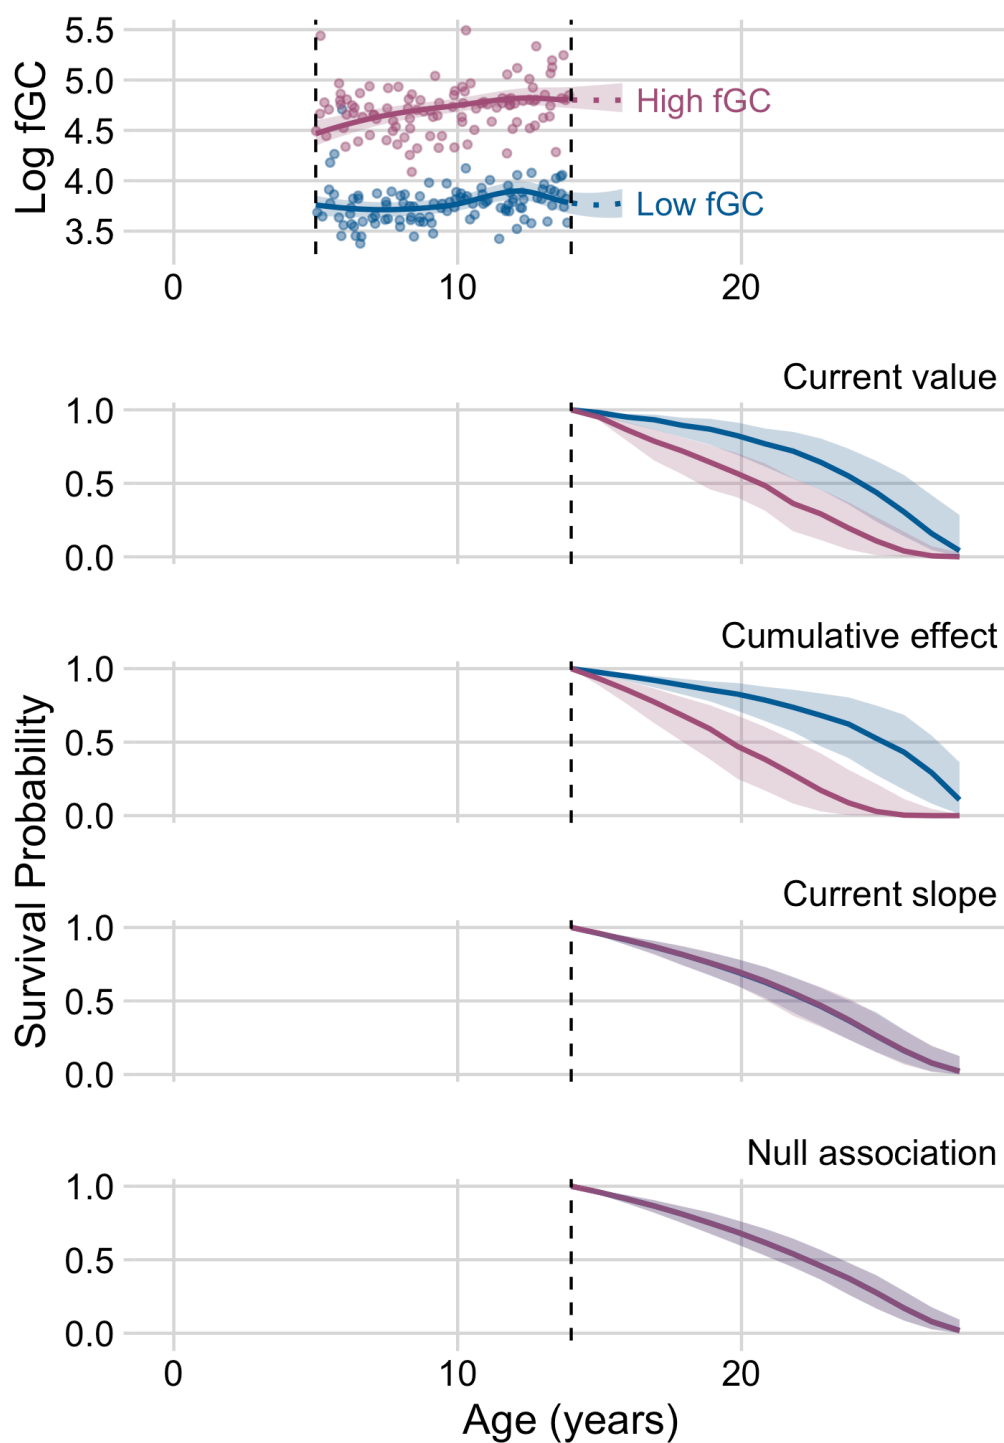 Log fGC
5.5
5.0
4.5
4.0
3.5
High fGC
Low fGC
0 10 20
Survival Probability
Current value
1.0
0.5
0.0
Cumulative effect
1.0
0.5
0.0
Current slope
1.0
0.5
0.0
Null association
1.0
0.5
0.0
0 10 20
Age (years)